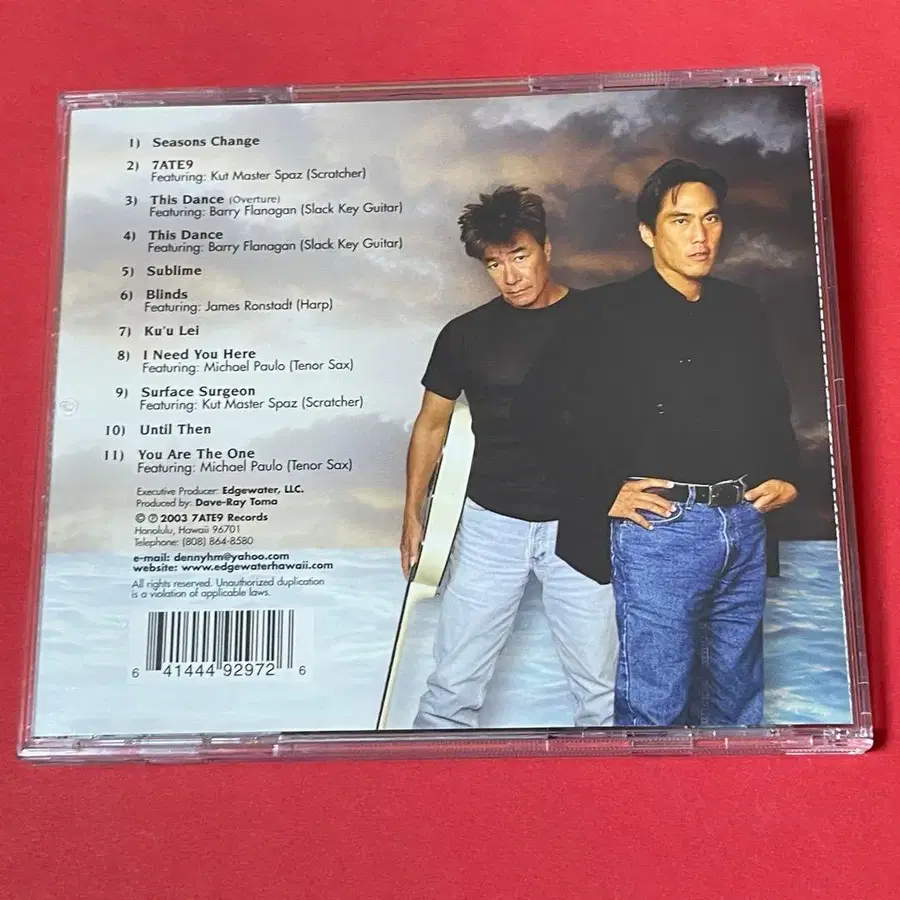 1) Seasons Change
2) 7ATE9
Featuring: Kut Master Spaz (Scratcher)
3) This Dance (Overture)
Featuring: Barry Flanagan (Slack Key Guitar)
4) This Dance
Featuring: Barry Flanagan (Slack Key Guitar)
5) Sublime
6) Blinds
Featuring: James Ronstadt (Harp)
7) Ku'u Lei
8) I Need You Here
Featuring: Michael Paulo (Tenor Sax)
9) Surface Surgeon
Featuring: Kut Master Spaz (Scratcher)
10) Until Then
11) You Are The One
Featuring: Michael Paulo (Tenor Sax)
Executive Producer: Edgewater, LLC.
Produced by: Dave-Ray Toma
© ℗ 2003 7ATE9 Records
Honolulu, Hawaii 96701
Telephone: (808) 864-8580
e-mail: dennyhm@yahoo.com
website: www.edgewaterhawaii.com
All rights reserved. Unauthorized duplication
is a violation of applicable laws.
6 41444 92972 6